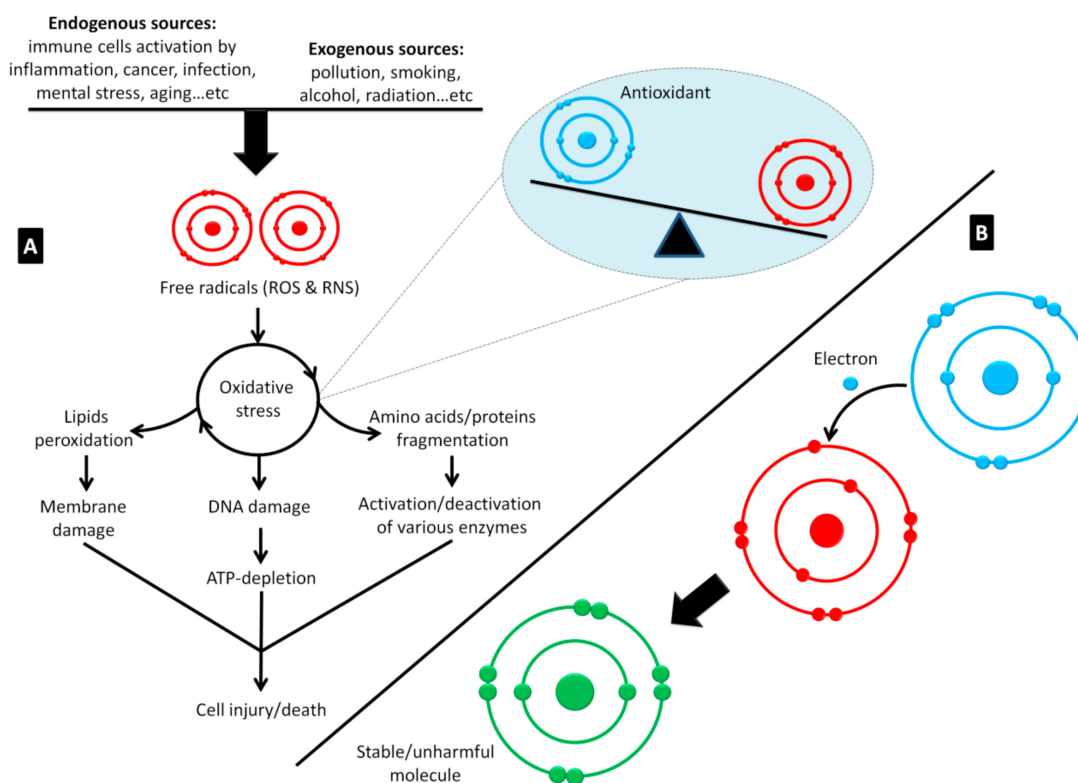 Endogenous sources:
immune cells activation by
inflammation, cancer, infection,
mental stress, aging...etc
Exogenous sources:
pollution, smoking,
alcohol, radiation...etc
Antioxidant
A
Free radicals (ROS & RNS)
Oxidative
stress
Lipids
peroxidation
Amino acids/proteins
fragmentation
Membrane
damage
DNA damage
Activation/deactivation
of various enzymes
ATP-depletion
Cell injury/death
B
Electron
Stable/unharmful
molecule